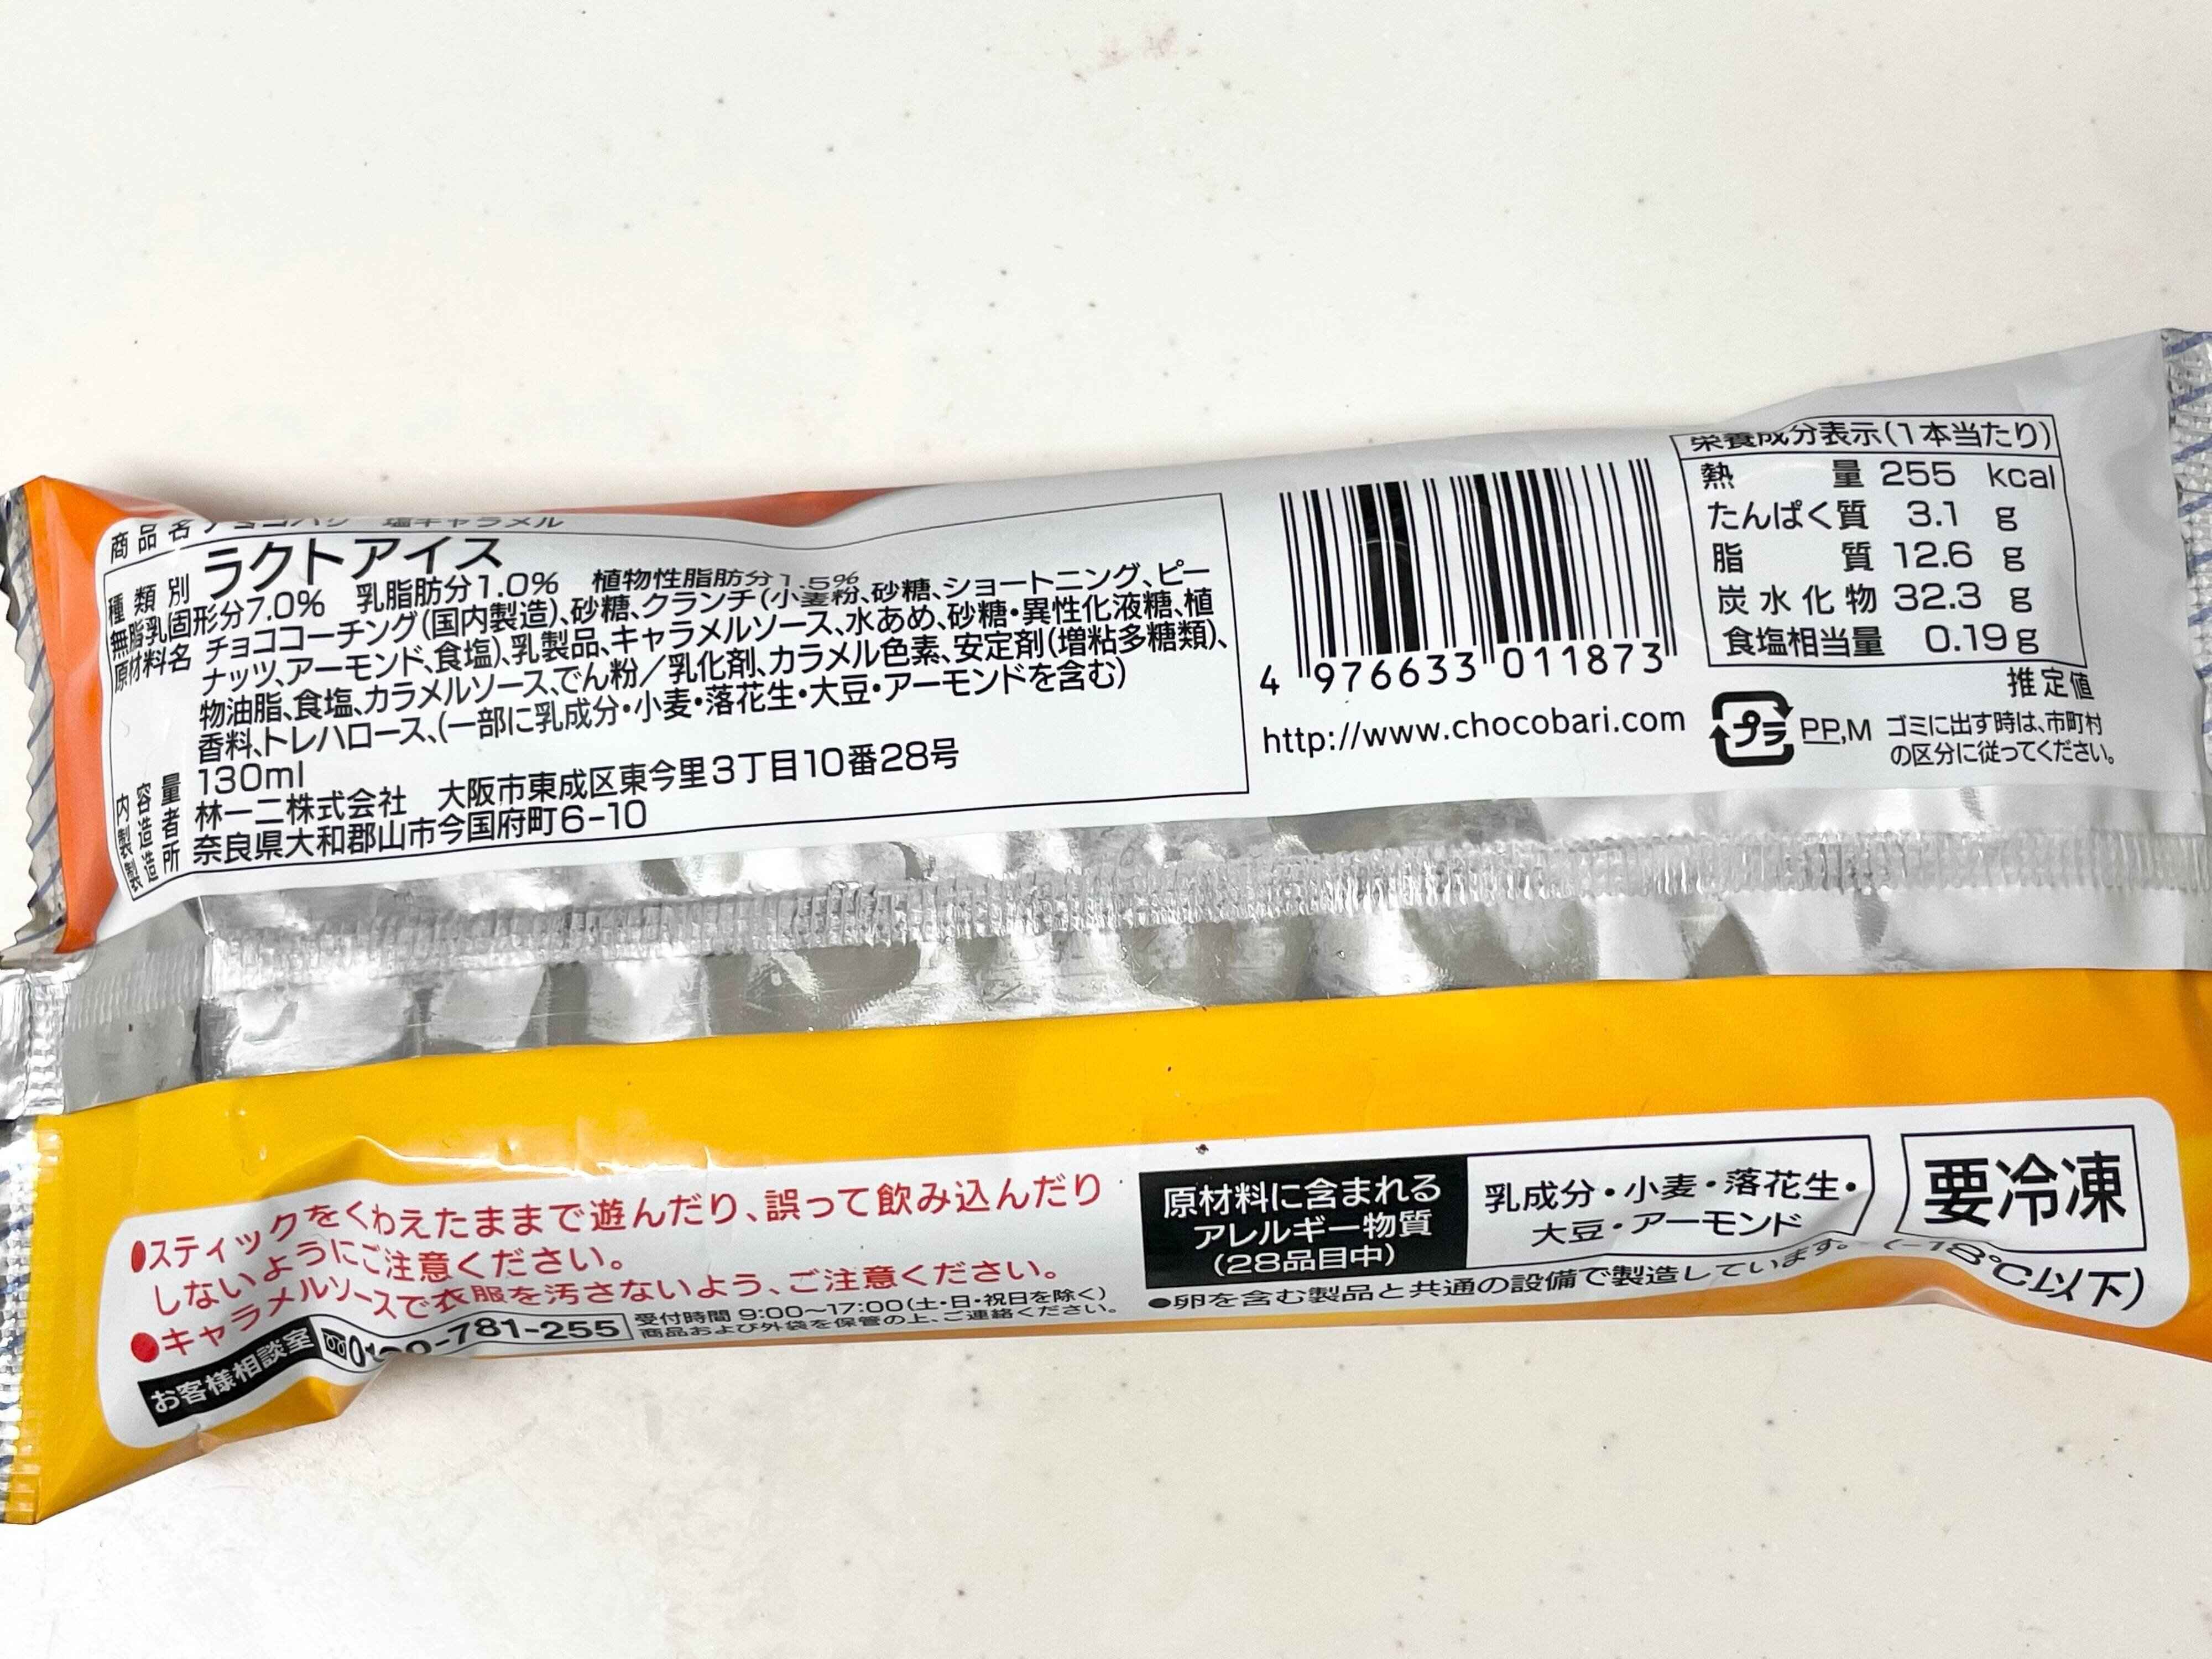 商品名 チョコバリ 塩キャラメル
種類別 ラクトアイス
無脂乳固形分7.0% 乳脂肪分1.0% 植物性脂肪分1.5%
原材料名 チョココーチング(国内製造)、砂糖、クランチ(小麦粉、砂糖、ショートニング、ピー
ナッツ、アーモンド、食塩)、乳製品、キャラメルソース、水あめ、砂糖・異性化液糖、植
物油脂、食塩、カラメルソース、でん粉／乳化剤、カラメル色素、安定剤(増粘多糖類)、
香料、トレハロース、(一部に乳成分・小麦・落花生・大豆・アーモンドを含む)
内容量 130ml
製造者 林一二株式会社 大阪市東成区東今里3丁目10番28号
製造所 奈良県大和郡山市今国府町6-10
4 976633 011873
http://www.chocobari.com
栄養成分表示(1本当たり)
熱量 255 kcal
たんぱく質 3.1 g
脂質 12.6 g
炭水化物 32.3 g
食塩相当量 0.19 g
推定値
プラ PP,M ゴミに出す時は、市町村
の区分に従ってください。
●スティックをくわえたままで遊んだり、誤って飲み込んだり
しないようにご注意ください。
●キャラメルソースで衣服を汚さないよう、ご注意ください。
お客様相談室 781-255 受付時間 9:00〜17:00(土・日・祝日を除く)
商品および外袋を保管の上、ご連絡ください。
原材料に含まれる
アレルギー物質
(28品目中)
乳成分・小麦・落花生・
大豆・アーモンド
●卵を含む製品と共通の設備で製造しています。
要冷凍
(-18℃以下)